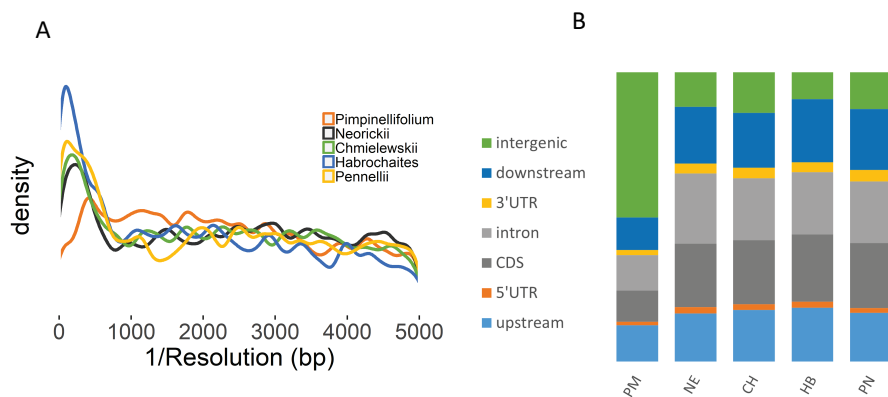 A
B
Pimpinellifolium
Neorickii
Chmielewskii
Habrochaites
Pennellii
density
0 1000 2000 3000 4000 5000
1/Resolution (bp)
intergenic
downstream
3'UTR
intron
CDS
5'UTR
upstream
PM NE CH HB PN